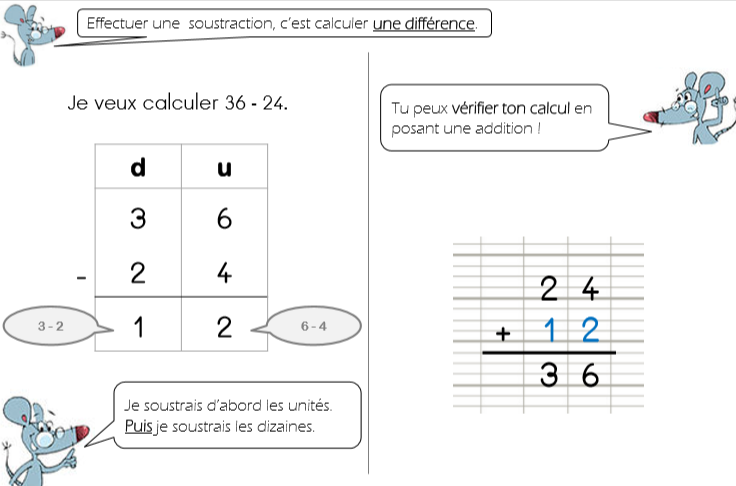 Effectuer une soustraction, c'est calculer une différence.
Je veux calculer 36 - 24.
d u
3 6
- 2 4
3 - 2
1 2
6 - 4
Je soustrais d'abord les unités.
Puis je soustrais les dizaines.
Tu peux vérifier ton calcul en
posant une addition !
2 4
+ 1 2
3 6